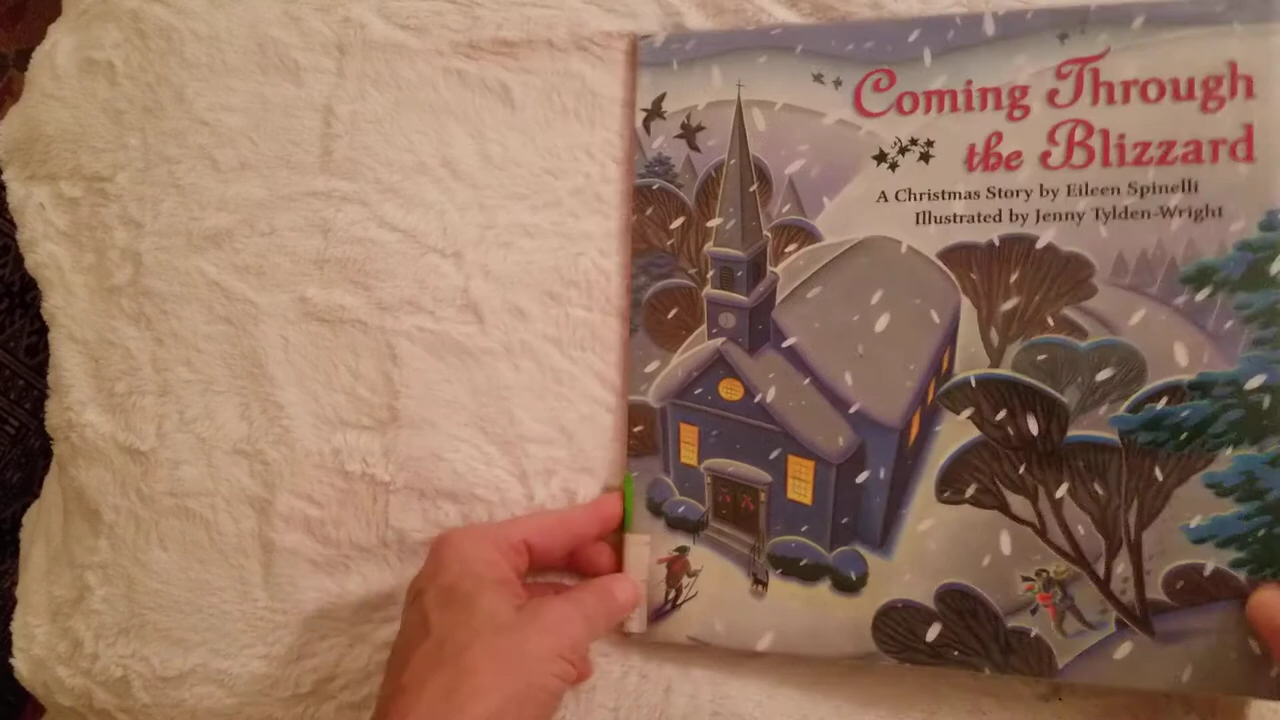 Coming Through
the Blizzard
A Christmas Story by Eileen Spinelli
Illustrated by Jenny Tylden-Wright